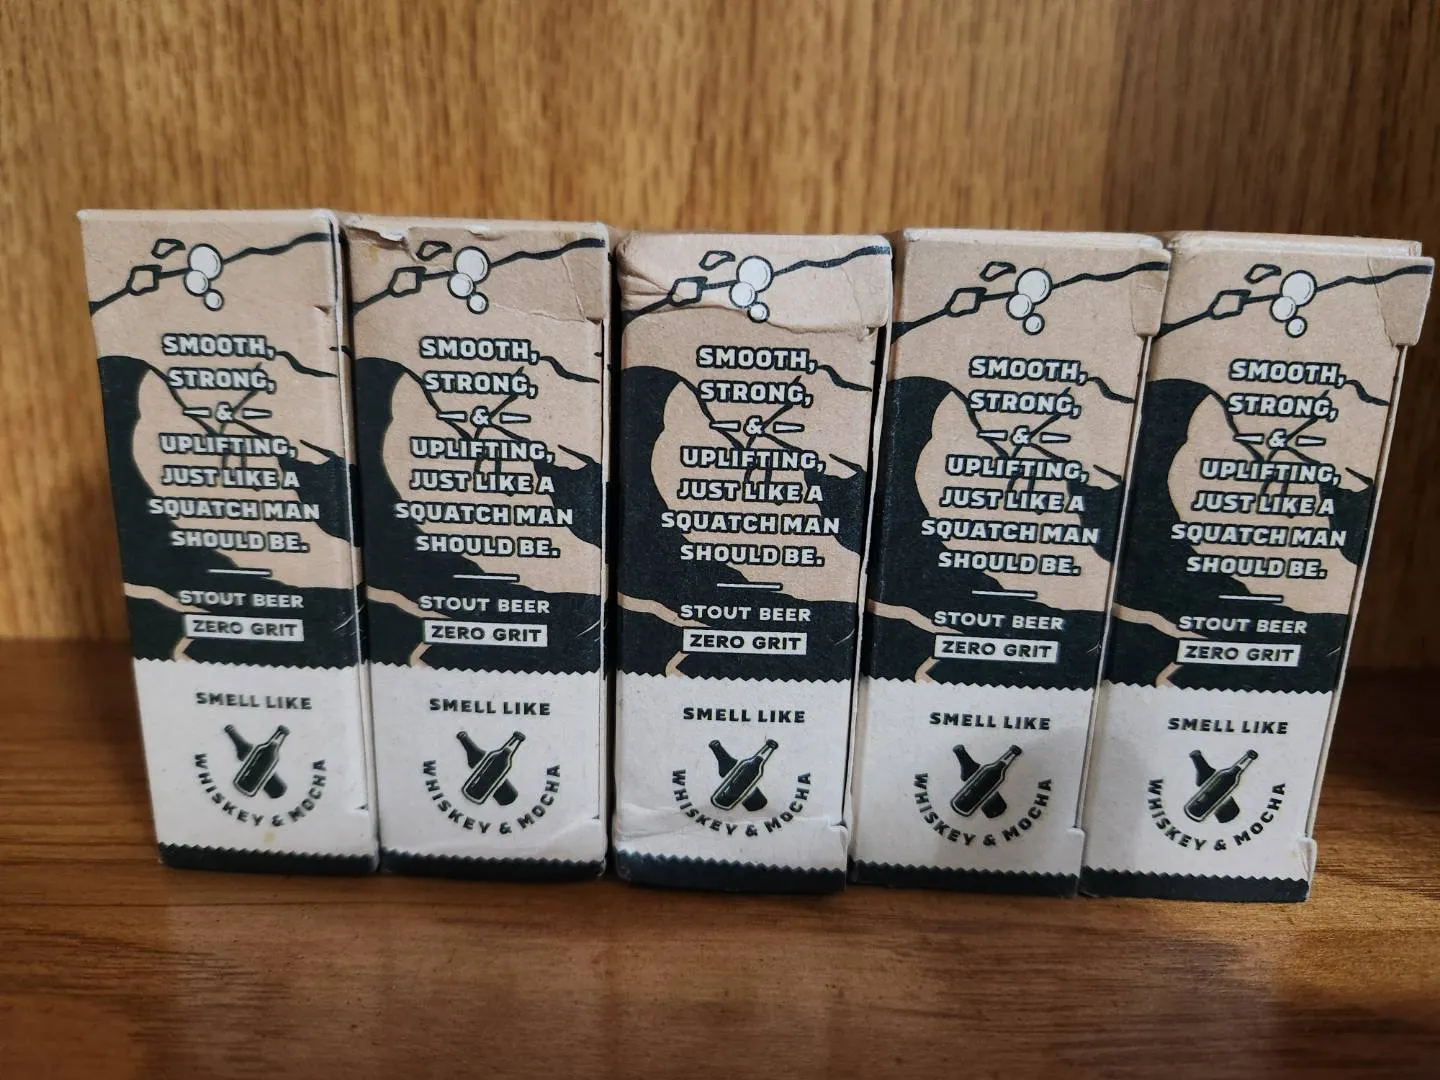 SMOOTH,
STRONG,
&
UPLIFTING,
JUST LIKE A
SQUATCH MAN
SHOULD BE.
STOUT BEER
ZERO GRIT
SMELL LIKE
WHISKEY & MOCHA
SMOOTH,
STRONG,
&
UPLIFTING,
JUST LIKE A
SQUATCH MAN
SHOULD BE.
STOUT BEER
ZERO GRIT
SMELL LIKE
WHISKEY & MOCHA
SMOOTH,
STRONG,
&
UPLIFTING,
JUST LIKE A
SQUATCH MAN
SHOULD BE.
STOUT BEER
ZERO GRIT
SMELL LIKE
WHISKEY & MOCHA
SMOOTH,
STRONG,
&
UPLIFTING,
JUST LIKE A
SQUATCH MAN
SHOULD BE.
STOUT BEER
ZERO GRIT
SMELL LIKE
WHISKEY & MOCHA
SMOOTH,
STRONG,
&
UPLIFTING,
JUST LIKE A
SQUATCH MAN
SHOULD BE.
STOUT BEER
ZERO GRIT
SMELL LIKE
WHISKEY & MOCHA